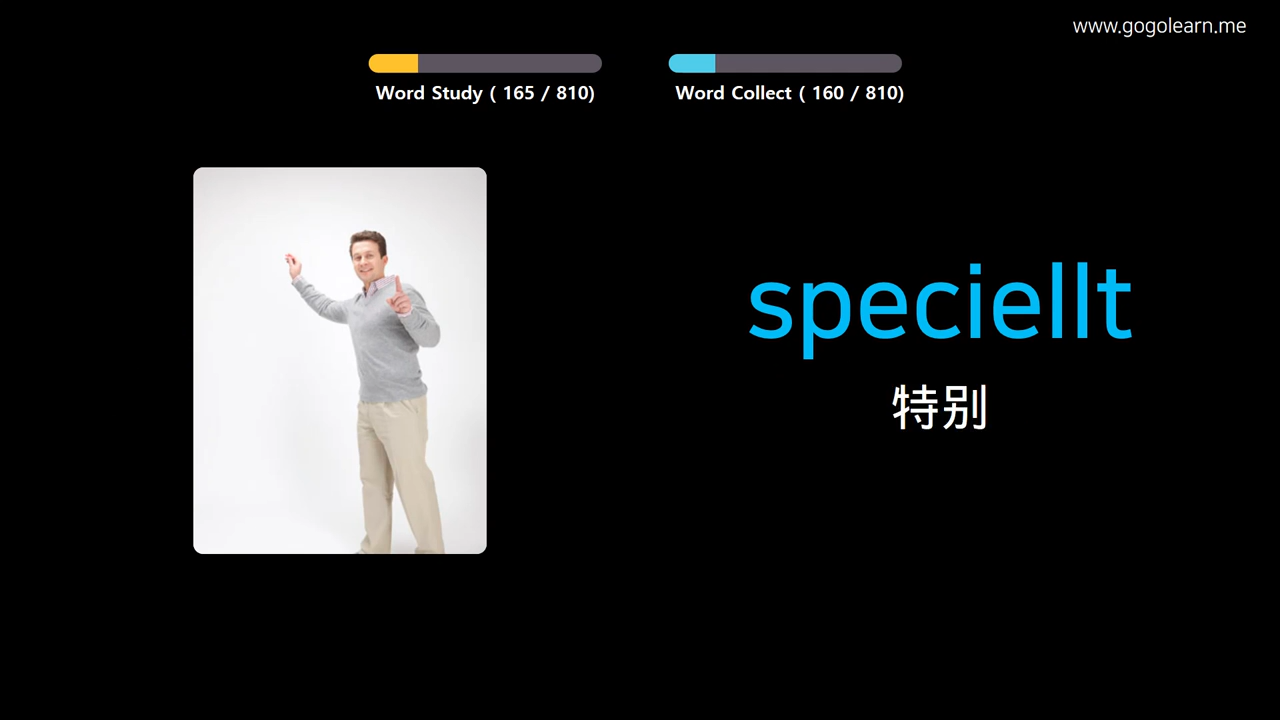 www.gogolearn.me
Word Study ( 165 / 810)
Word Collect ( 160 / 810)
speciellt
特别